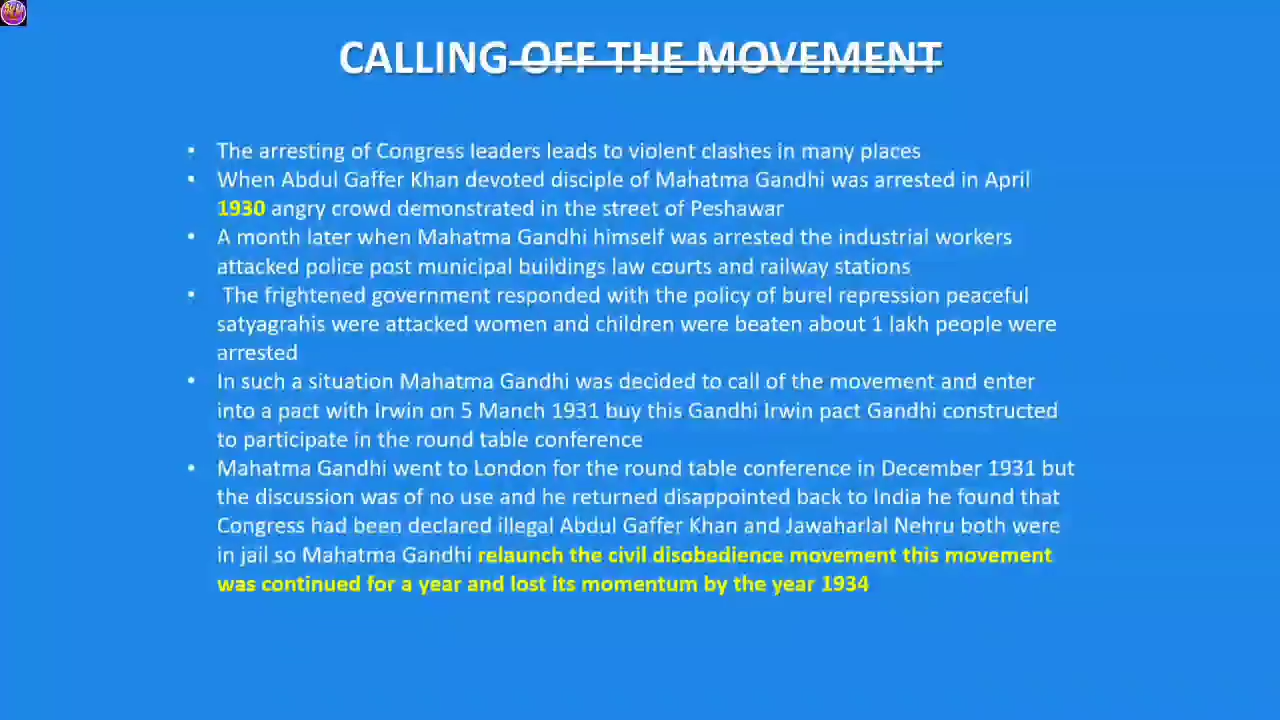 CALLING OFF THE MOVEMENT
• The arresting of Congress leaders leads to violent clashes in many places
• When Abdul Gaffer Khan devoted disciple of Mahatma Gandhi was arrested in April
1930 angry crowd demonstrated in the street of Peshawar
• A month later when Mahatma Gandhi himself was arrested the industrial workers
attacked police post municipal buildings law courts and railway stations
• The frightened government responded with the policy of burel repression peaceful
satyagrahis were attacked women and children were beaten about 1 lakh people were
arrested
• In such a situation Mahatma Gandhi was decided to call of the movement and enter
into a pact with Irwin on 5 Manch 1931 buy this Gandhi Irwin pact Gandhi constructed
to participate in the round table conference
• Mahatma Gandhi went to London for the round table conference in December 1931 but
the discussion was of no use and he returned disappointed back to India he found that
Congress had been declared illegal Abdul Gaffer Khan and Jawaharlal Nehru both were
in jail so Mahatma Gandhi relaunch the civil disobedience movement this movement
was continued for a year and lost its momentum by the year 1934